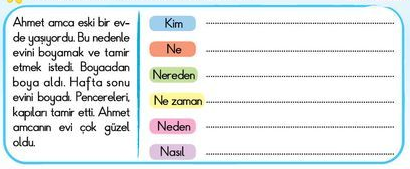 Ahmet amca eski bir ev-
de yaşıyordu. Bu nedenle
evini boyamak ve tamir
etmek istedi. Boyacıdan
boya aldı. Hafta sonu
evini boyadı. Pencereleri,
kapıları tamir etti. Ahmet
amcanın evi çok güzel
oldu.
Kim
Ne
Nereden
Ne zaman
Neden
Nasıl